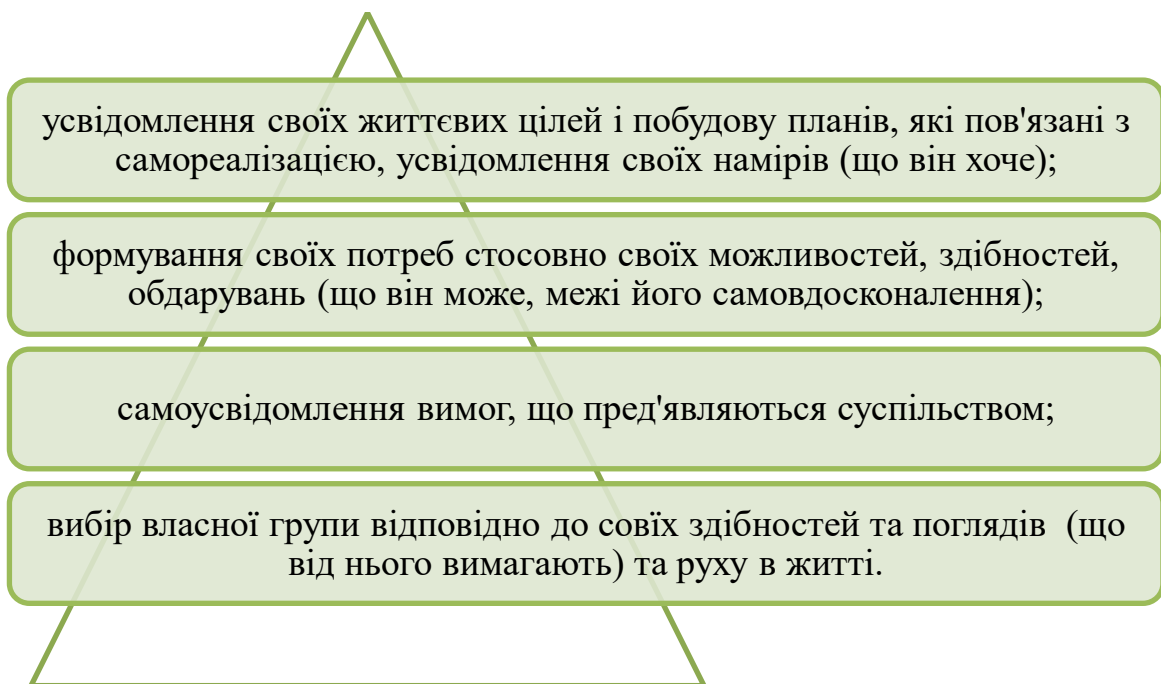 усвідомлення своїх життєвих цілей і побудову планів, які пов'язані з
самореалізацією, усвідомлення своїх намірів (що він хоче);
формування своїх потреб стосовно своїх можливостей, здібностей,
обдарувань (що він може, межі його самовдосконалення);
самоусвідомлення вимог, що пред'являються суспільством;
вибір власної групи відповідно до совїх здібностей та поглядів (що
від нього вимагають) та руху в житті.